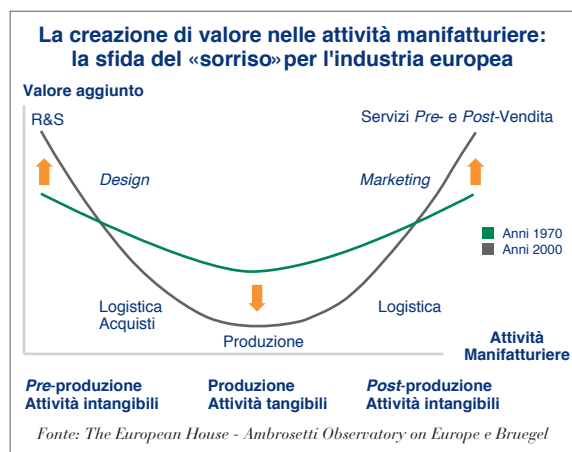 La creazione di valore nelle attività manifatturiere:
la sfida del «sorriso» per l'industria europea
Valore aggiunto
R&S
Servizi Pre- e Post-Vendita
Design
Marketing
Anni 1970
Anni 2000
Logistica
Acquisti
Logistica
Produzione
Attività
Manifatturiere
Pre-produzione
Attività intangibili
Produzione
Attività tangibili
Post-produzione
Attività intangibili
Fonte: The European House - Ambrosetti Observatory on Europe e Bruegel